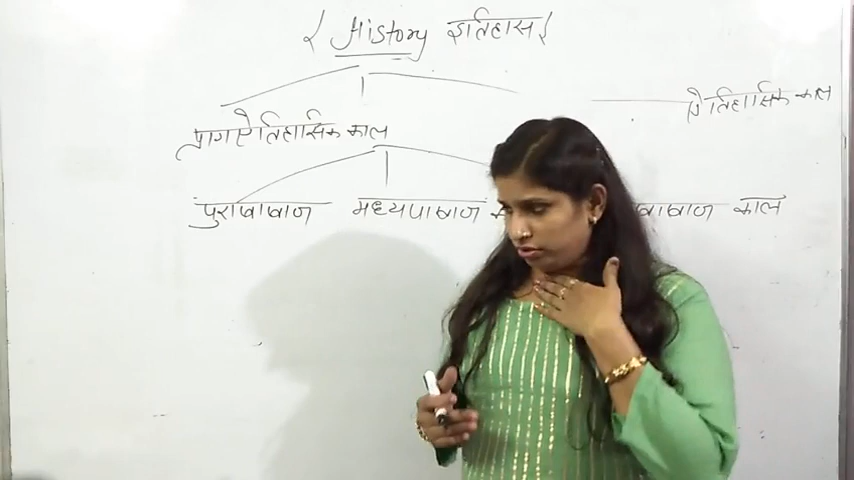 { History इतिहास {
प्रागऐतिहासिक काल ऐतिहासिक काल
पुरापाषाण मध्यपाषाण काल